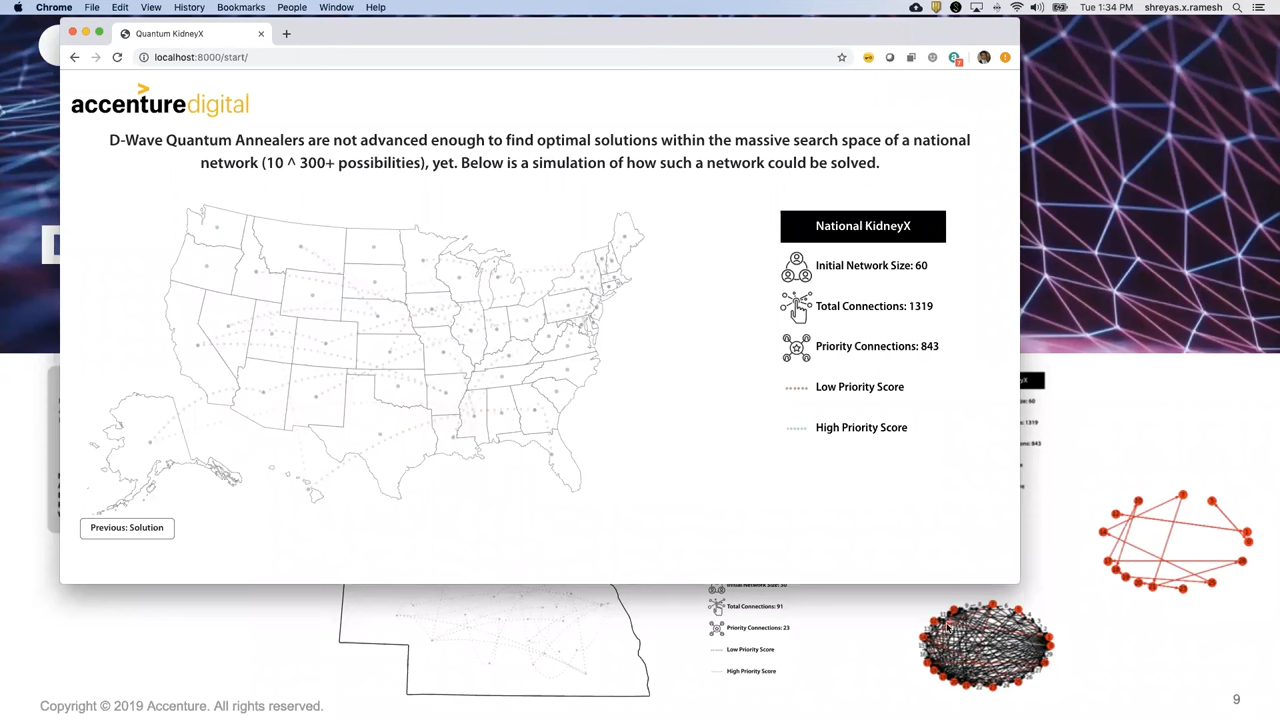 Chrome File Edit View History Bookmarks People Window Help Tue 1:34 PM shreyas.x.ramesh
Quantum KidneyX
localhost:8000/start/
accenturedigital
D-Wave Quantum Annealers are not advanced enough to find optimal solutions within the massive search space of a national
network (10 ^ 300+ possibilities), yet. Below is a simulation of how such a network could be solved.
National KidneyX
Initial Network Size: 60
Total Connections: 1319
Priority Connections: 843
Low Priority Score
High Priority Score
Previous: Solution
Total Connections: 91
Priority Connections: 23
Low Priority Score
High Priority Score
Copyright © 2019 Accenture. All rights reserved.
9